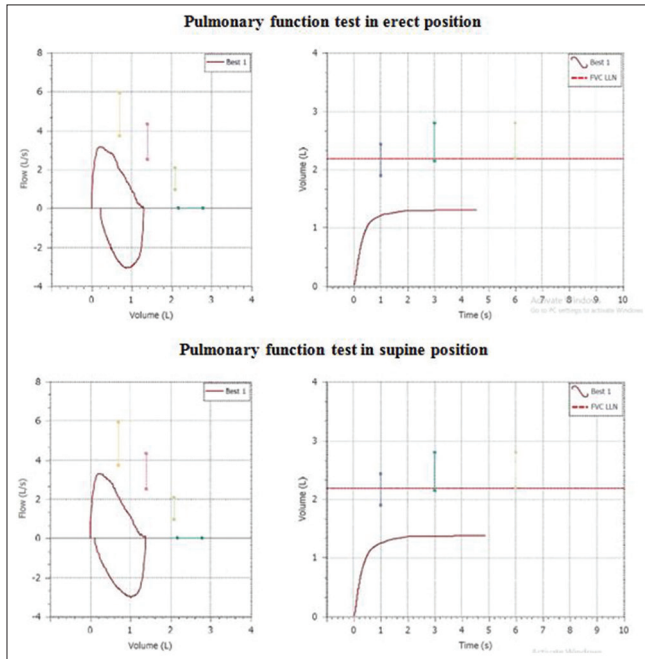 Pulmonary function test in erect position
8
6
4
2
0
-2
-4
Flow (L/s)
0 1 2 3 4
Volume (L)
Best 1
4
3
2
1
0
Volume (L)
0 1 2 3 4 5 6 7 8 9 10
Time (s)
Best 1
FVC LLN
Activate Windows
Go to PC settings to activate Windows.
Pulmonary function test in supine position
8
6
4
2
0
-2
-4
Flow (L/s)
0 1 2 3 4
Volume (L)
Best 1
4
3
2
1
0
Volume (L)
0 1 2 3 4 5 6 7 8 9 10
Time (s)
Best 1
FVC LLN
Activate Windows